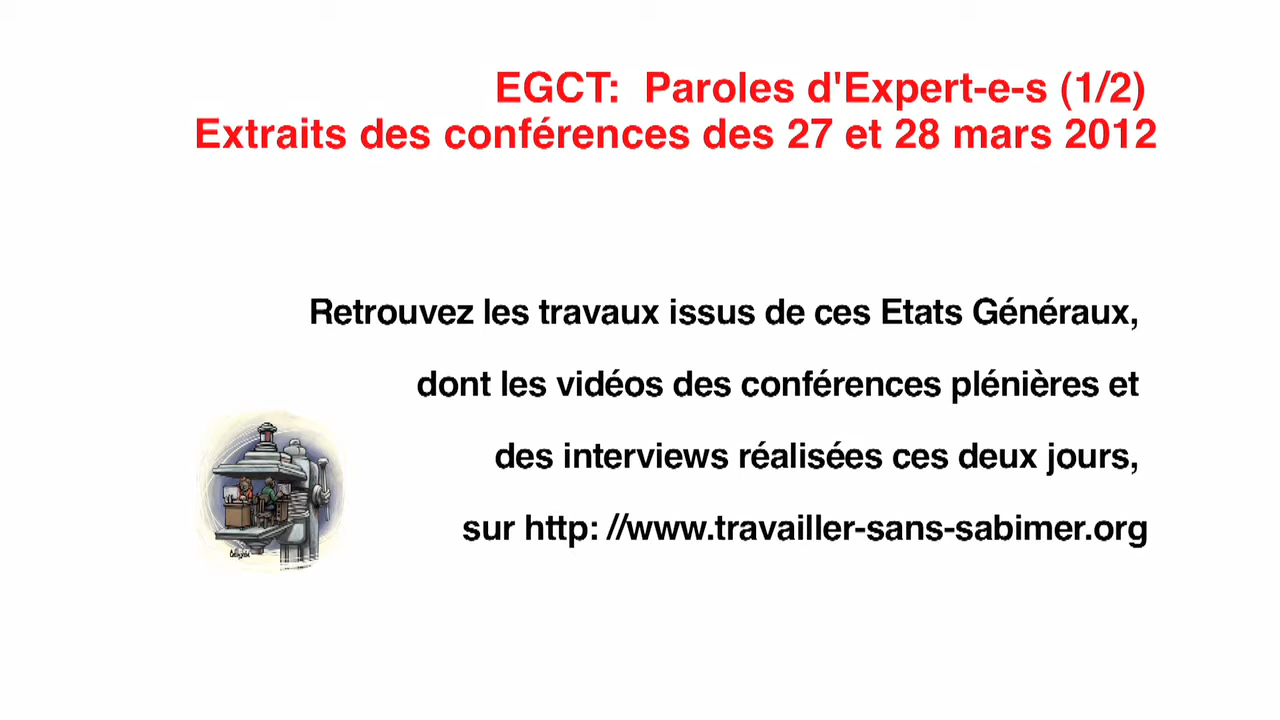 EGCT:  Paroles d'Expert-e-s (1/2)
Extraits des conférences des 27 et 28 mars 2012
Retrouvez les travaux issus de ces Etats Généraux,
dont les vidéos des conférences plénières et
des interviews réalisées ces deux jours,
sur http: //www.travailler-sans-sabimer.org